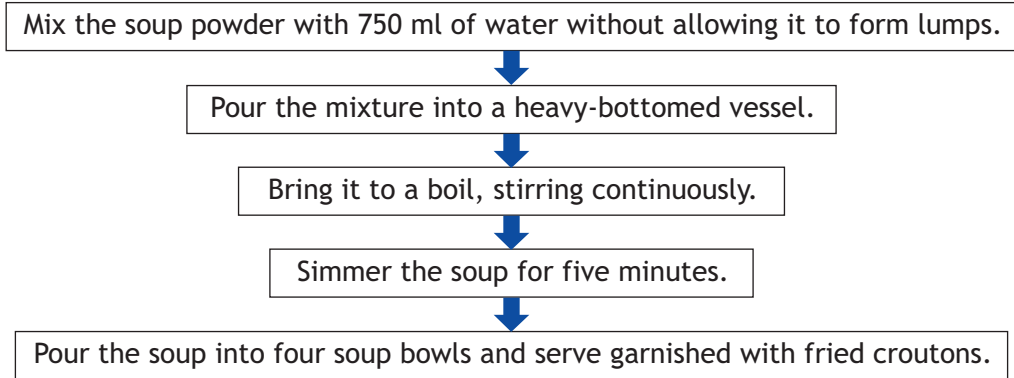 Mix the soup powder with 750 ml of water without allowing it to form lumps.
Pour the mixture into a heavy-bottomed vessel.
Bring it to a boil, stirring continuously.
Simmer the soup for five minutes.
Pour the soup into four soup bowls and serve garnished with fried croutons.